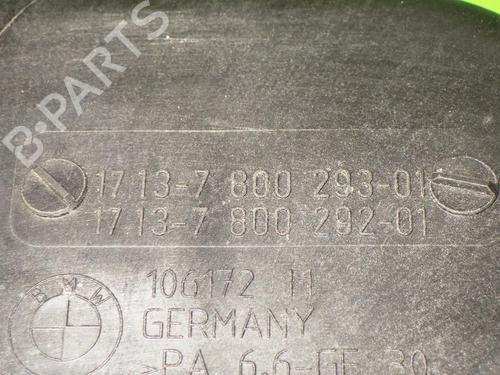 B-PARTS
17 13-7 800 293-01
17 13-7 800 292-01
BMW
106172 11
GERMANY
>PA 6.6-GF 30